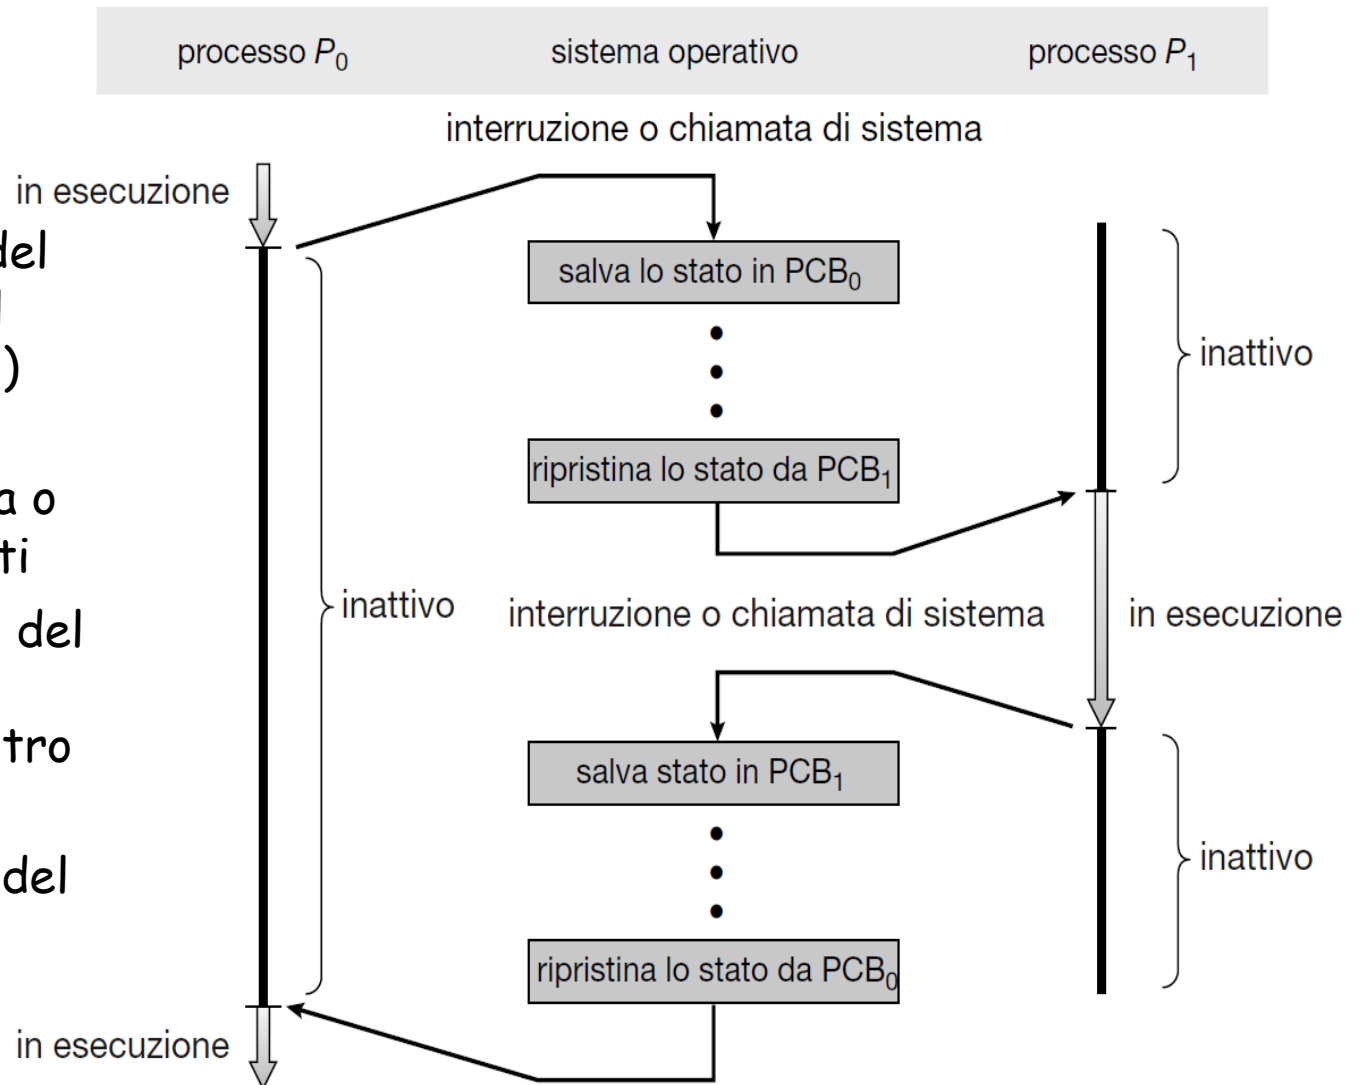 processo P0 sistema operativo processo P1
interruzione o chiamata di sistema
in esecuzione
del
salva lo stato in PCB0
)
inattivo
ripristina lo stato da PCB1
a o
ti
inattivo
interruzione o chiamata di sistema
in esecuzione
del
tro
salva stato in PCB1
inattivo
del
ripristina lo stato da PCB0
in esecuzione